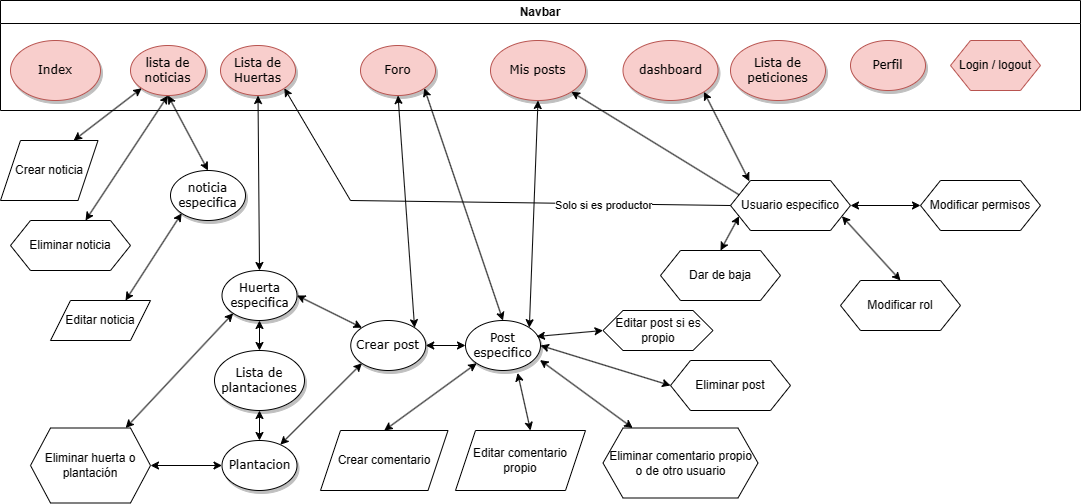 Navbar
Index
lista de
noticias
Lista de
Huertas
Foro
Mis posts
dashboard
Lista de
peticiones
Perfil
Login / logout
Crear noticia
noticia
especifica
Eliminar noticia
Solo si es productor
Usuario especifico
Modificar permisos
Dar de baja
Modificar rol
Huerta
especifica
Editar noticia
Crear post
Post
especifico
Editar post si es
propio
Lista de
plantaciones
Eliminar post
Eliminar huerta o
plantación
Plantacion
Crear comentario
Editar comentario
propio
Eliminar comentario propio
o de otro usuario